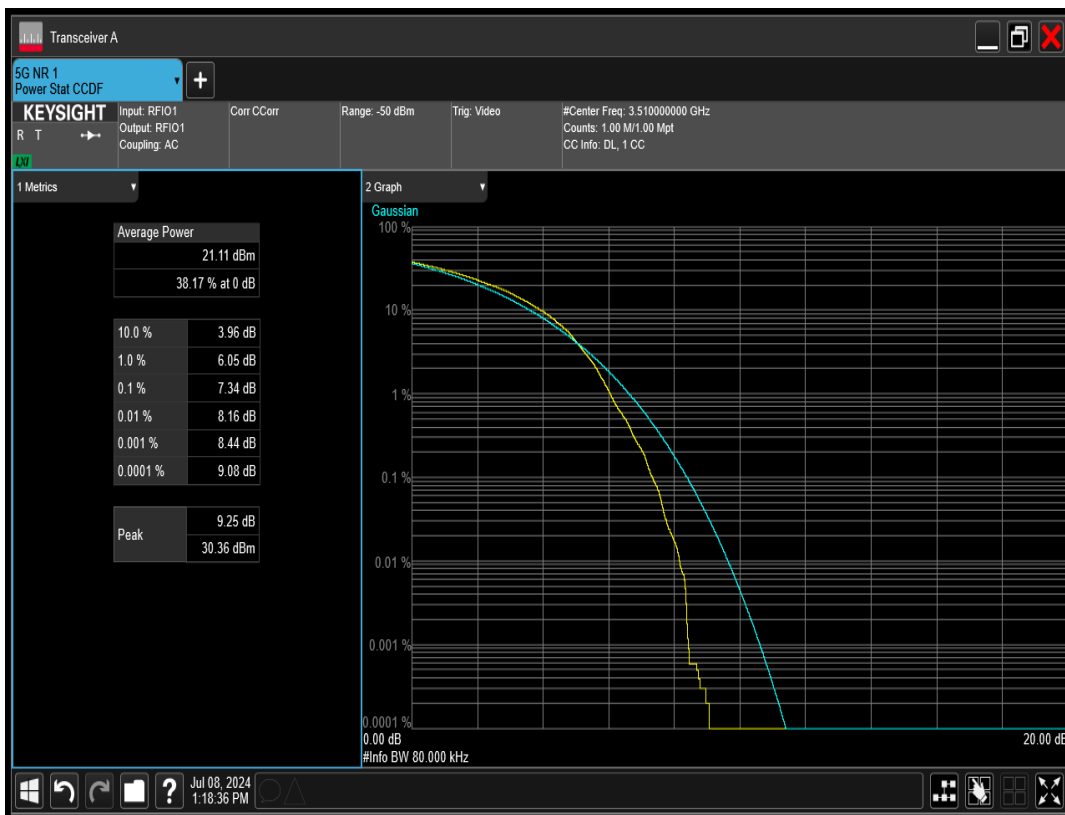 Transceiver A
5G NR 1
Power Stat CCDF
+
KEYSIGHT
R T
LXI
Input: RFIO1
Output: RFIO1
Coupling: AC
Corr CCorr
Range: -50 dBm
Trig: Video
#Center Freq: 3.510000000 GHz
Counts: 1.00 M/1.00 Mpt
CC Info: DL, 1 CC
1 Metrics
Average Power
21.11 dBm
38.17 % at 0 dB
10.0 % 3.96 dB
1.0 % 6.05 dB
0.1 % 7.34 dB
0.01 % 8.16 dB
0.001 % 8.44 dB
0.0001 % 9.08 dB
Peak
9.25 dB
30.36 dBm
2 Graph
Gaussian
100 %
10 %
1 %
0.1 %
0.01 %
0.001 %
0.0001 %
0.00 dB
20.00 dB
#Info BW 80.000 kHz
?
Jul 08, 2024
1:18:36 PM